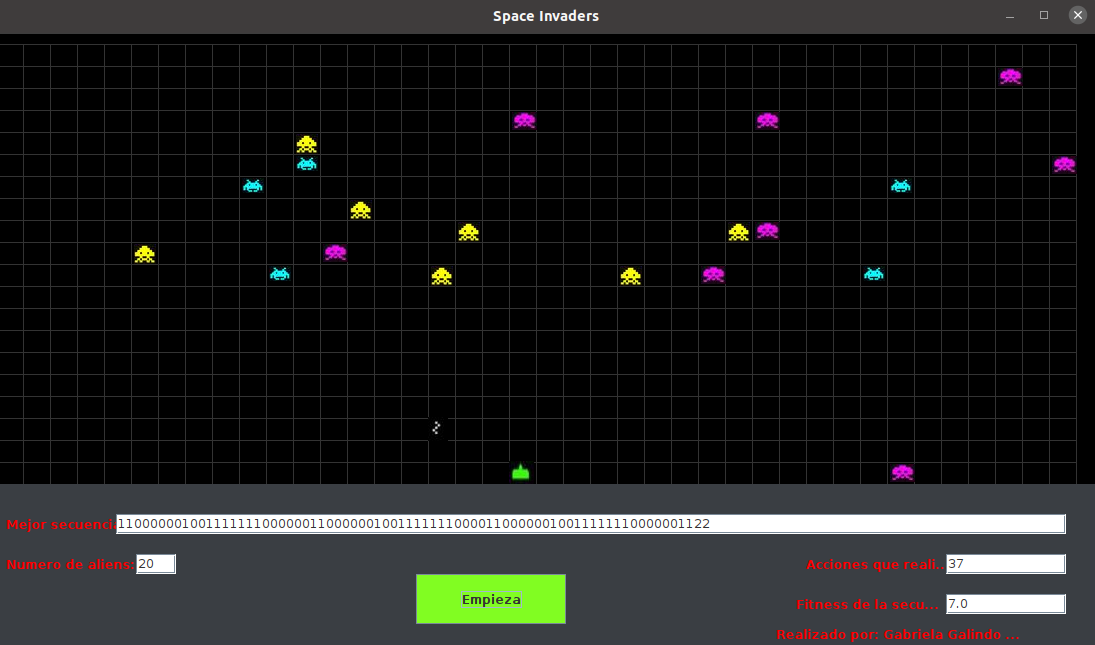 Space Invaders
Mejor secuenci. 11000000100111111110000001100000010011111111000011000000100111111110000001122
Numero de aliens: 20
Acciones que reali.. 37
Empieza
Fitness de la secu... 7.0
Realizado por: Gabriela Galindo ...